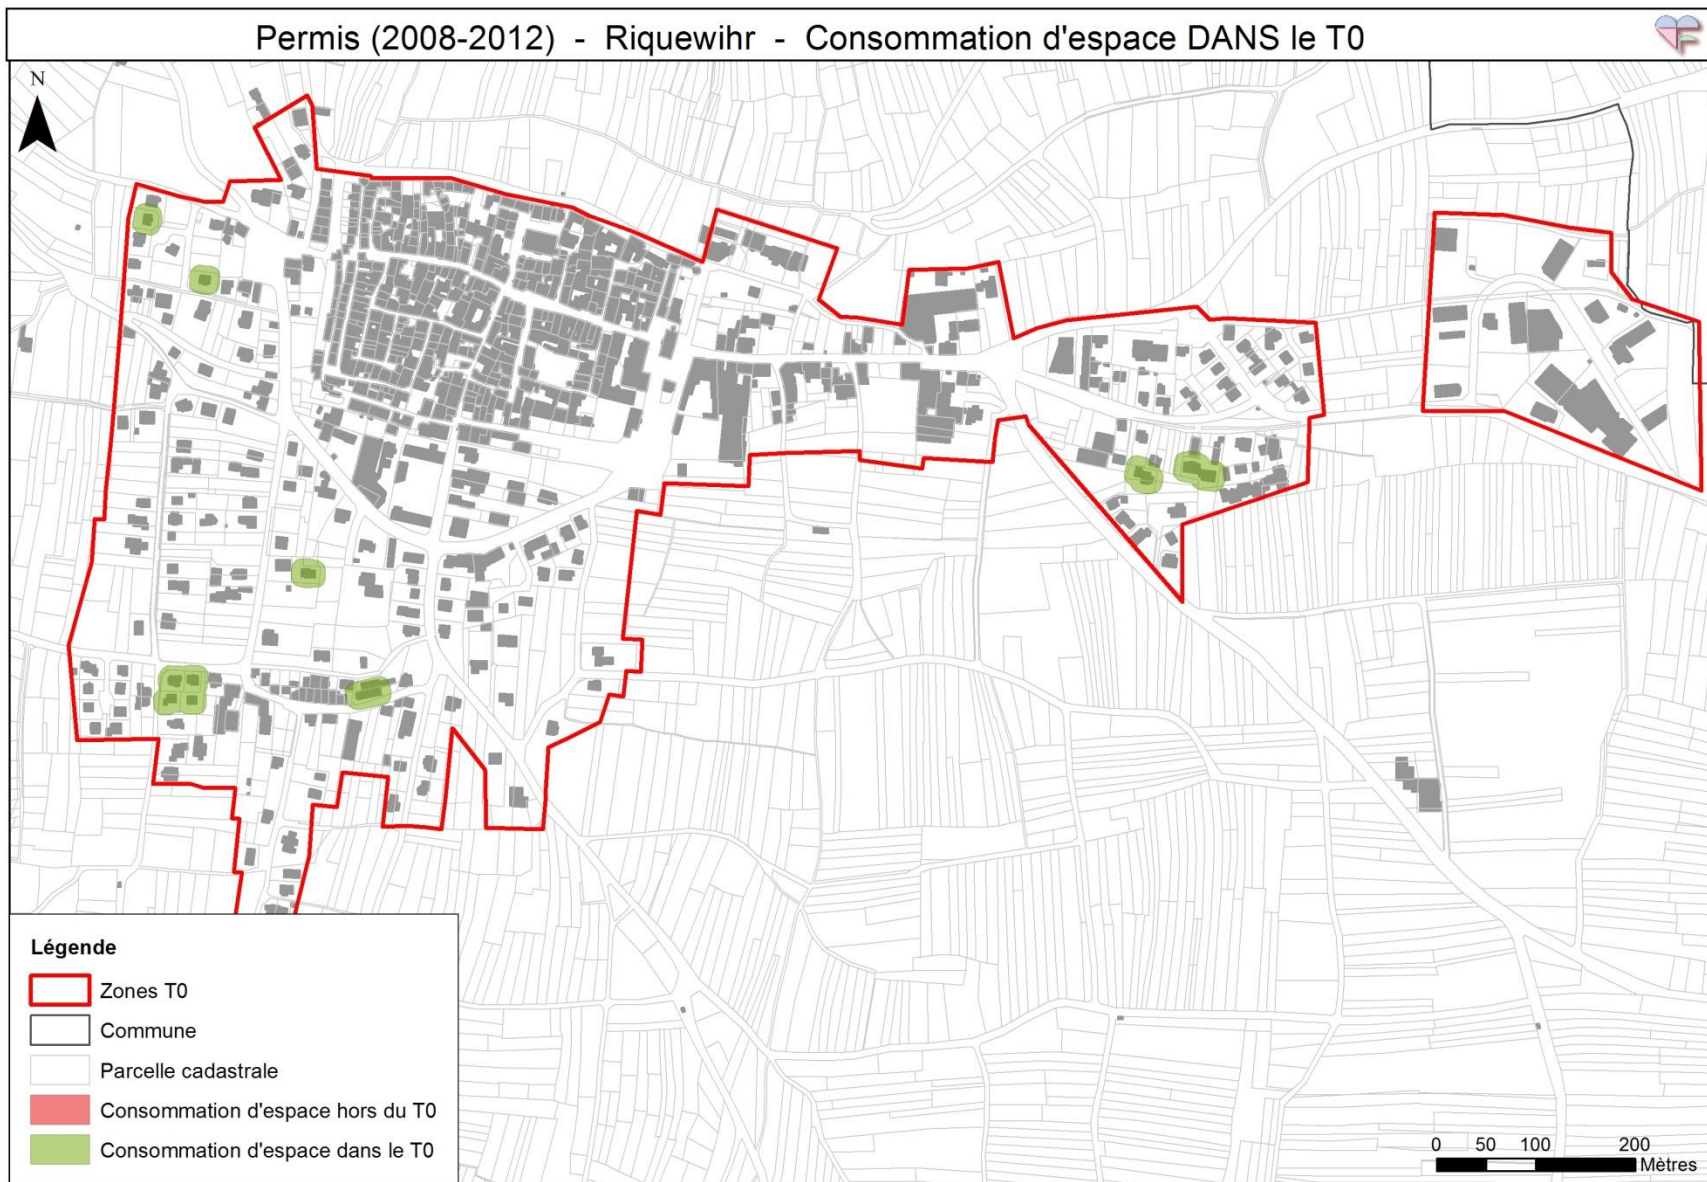 Permis (2008-2012) - Riquewihr - Consommation d'espace DANS le T0
N
Légende
Zones T0
Commune
Parcelle cadastrale
Consommation d'espace hors du T0
Consommation d'espace dans le T0
0 50 100 200
Mètres